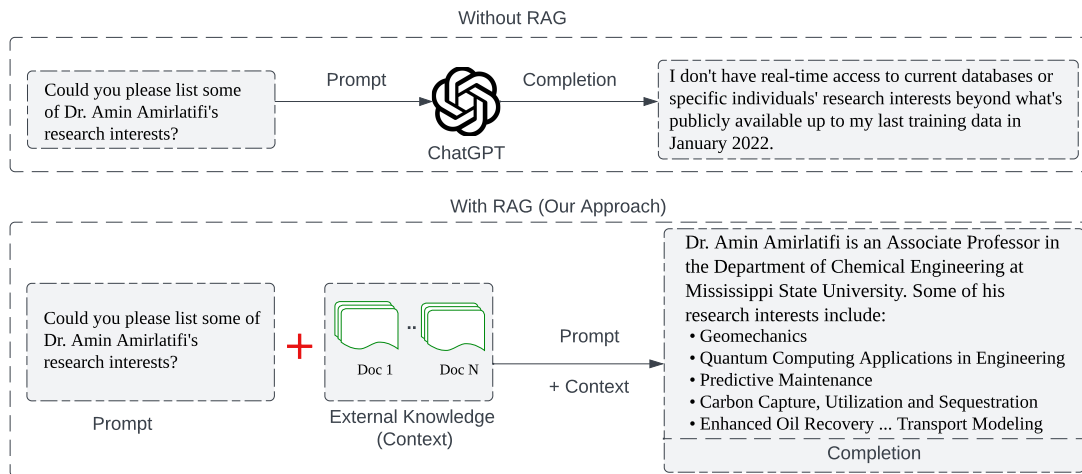 Without RAG
Could you please list some
of Dr. Amin Amirlatifi's
research interests?
Prompt
ChatGPT
Completion
I don't have real-time access to current databases or
specific individuals' research interests beyond what's
publicly available up to my last training data in
January 2022.
With RAG (Our Approach)
Could you please list some of
Dr. Amin Amirlatifi's
research interests?
Prompt
+
..
Doc 1
Doc N
External Knowledge
(Context)
Prompt
+ Context
Dr. Amin Amirlatifi is an Associate Professor in
the Department of Chemical Engineering at
Mississippi State University. Some of his
research interests include:
• Geomechanics
• Quantum Computing Applications in Engineering
• Predictive Maintenance
• Carbon Capture, Utilization and Sequestration
• Enhanced Oil Recovery ... Transport Modeling
Completion